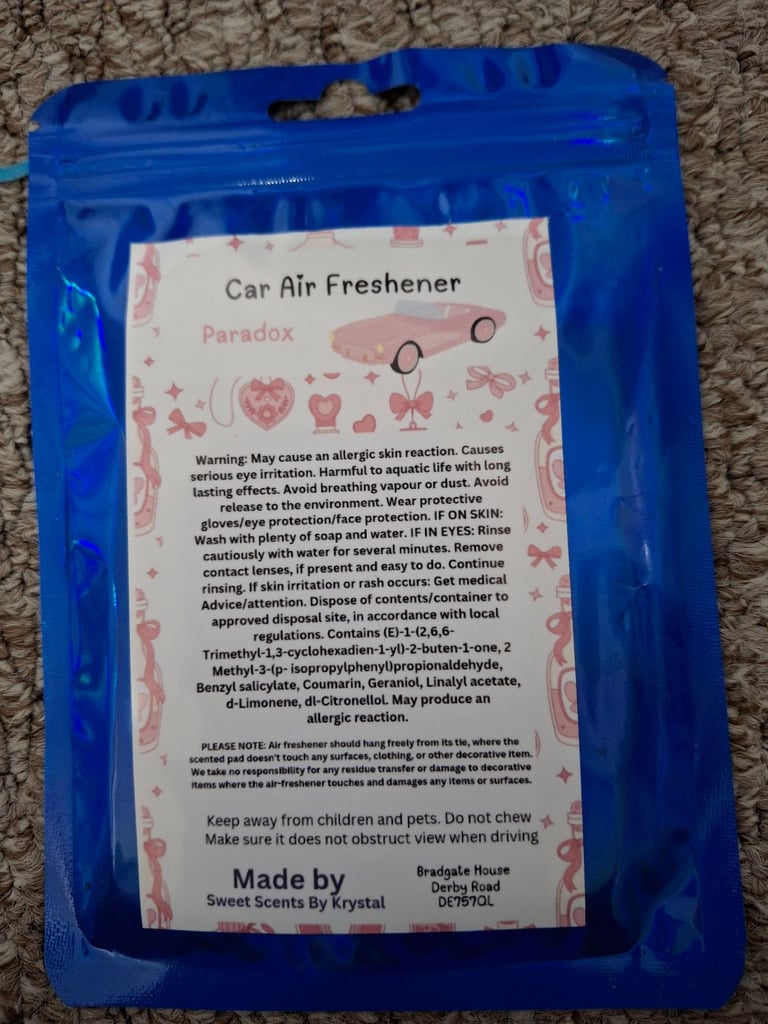 Car Air Freshener
Paradox
Warning: May cause an allergic skin reaction. Causes
serious eye irritation. Harmful to aquatic life with long
lasting effects. Avoid breathing vapour or dust. Avoid
release to the environment. Wear protective
gloves/eye protection/face protection. IF ON SKIN:
Wash with plenty of soap and water. IF IN EYES: Rinse
cautiously with water for several minutes. Remove
contact lenses, if present and easy to do. Continue
rinsing. If skin irritation or rash occurs: Get medical
Advice/attention. Dispose of contents/container to
approved disposal site, in accordance with local
regulations. Contains (E)-1-(2,6,6-
Trimethyl-1,3-cyclohexadien-1-yl)-2-buten-1-one, 2
Methyl-3-(p- isopropylphenyl)propionaldehyde,
Benzyl salicylate, Coumarin, Geraniol, Linalyl acetate,
d-Limonene, dl-Citronellol. May produce an
allergic reaction.
PLEASE NOTE: Air freshener should hang freely from its tie, where the
scented pad doesn't touch any surfaces, clothing, or other decorative item.
We take no responsibility for any residue transfer or damage to decorative
items where the air-freshener touches and damages any items or surfaces.
Keep away from children and pets. Do not chew
Make sure it does not obstruct view when driving
Made by
Sweet Scents By Krystal
Bradgate House
Derby Road
DE757QL